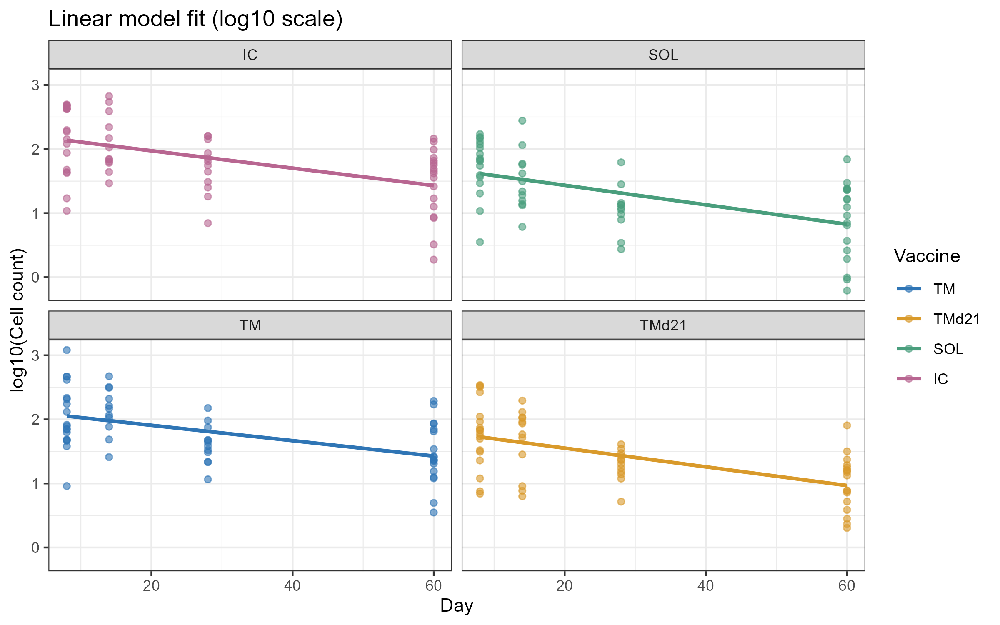 Linear model fit (log10 scale)
IC
SOL
3
2
1
0
TM
TMd21
3
2
1
0
20
40
60
20
40
60
Day
log10(Cell count)
Vaccine
TM
TMd21
SOL
IC